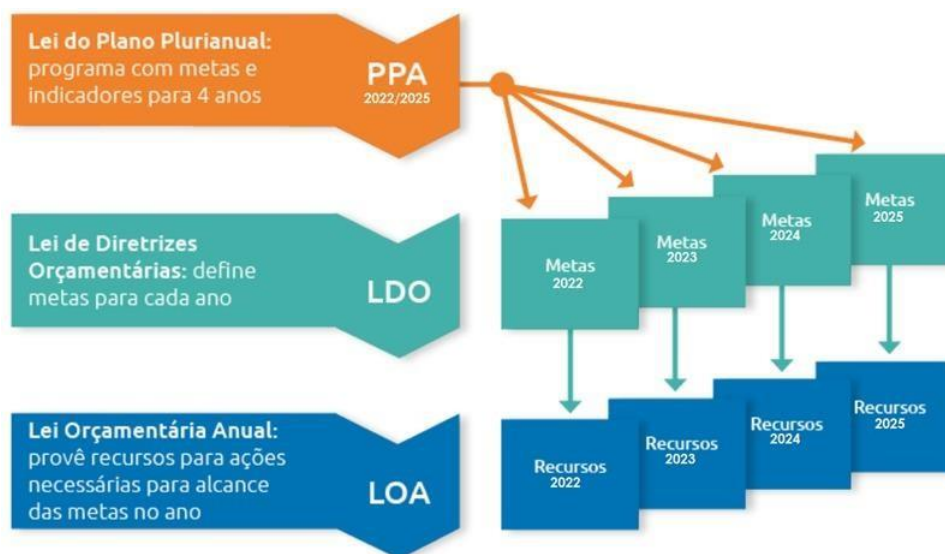 Lei do Plano Plurianual:
programa com metas e
indicadores para 4 anos
PPA
2022/2025
Lei de Diretrizes
Orçamentárias: define
metas para cada ano
LDO
Metas
2022
Metas
2023
Metas
2024
Metas
2025
Lei Orçamentária Anual:
provê recursos para ações
necessárias para alcance
das metas no ano
LOA
Recursos
2022
Recursos
2023
Recursos
2024
Recursos
2025